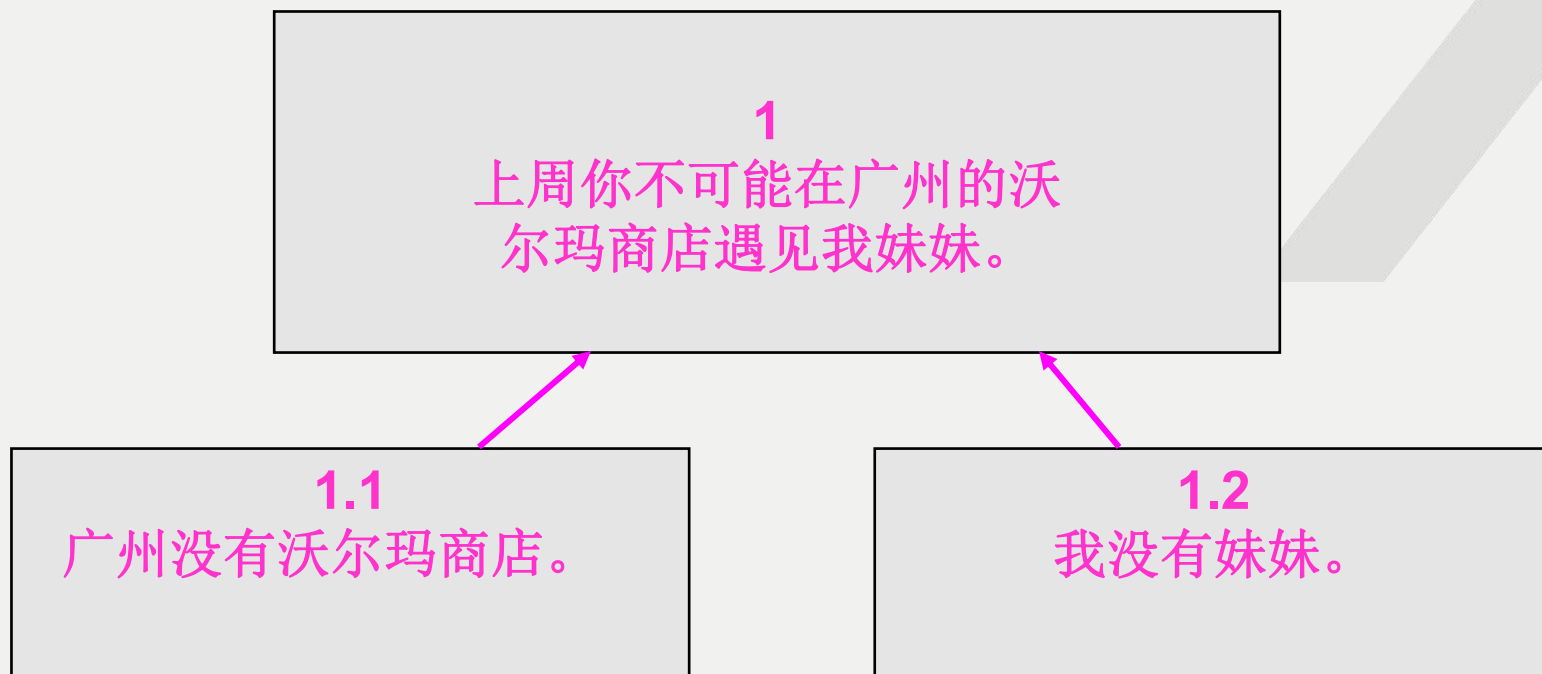 1
上周你不可能在广州的沃
尔玛商店遇见我妹妹。
1.1
广州没有沃尔玛商店。
1.2
我没有妹妹。